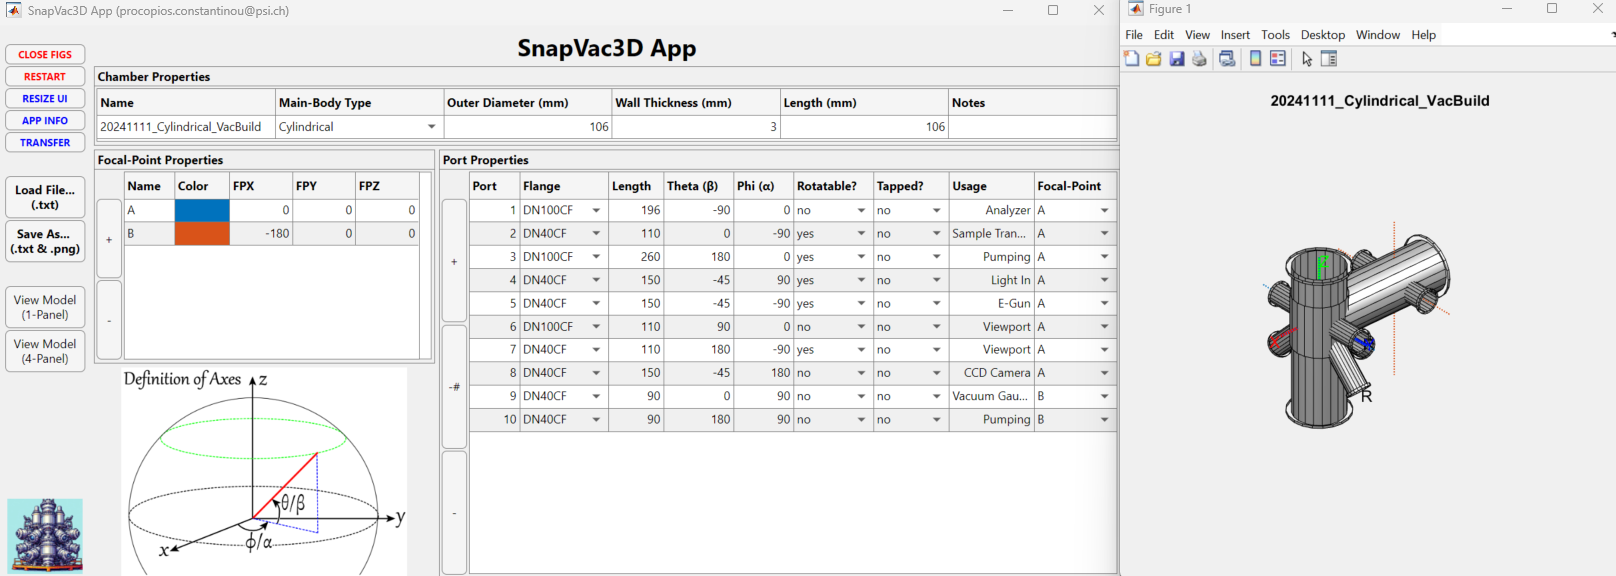 SnapVac3D App (procopios.constantinou@psi.ch)
SnapVac3D App
CLOSE FIGS
RESTART
RESIZE UI
APP INFO
TRANSFER
Load File...
(.txt)
Save As...
(.txt & .png)
View Model
(1-Panel)
View Model
(4-Panel)
Chamber Properties
Name Main-Body Type Outer Diameter (mm) Wall Thickness (mm) Length (mm) Notes
20241111_Cylindrical_VacBuild Cylindrical 106 3 106
Focal-Point Properties
Name Color FPX FPY FPZ
A 0 0 0
B -180 0 0
+
-
Definition of Axes
z
θ/β
y
x
ϕ/α
Port Properties
Port Flange Length Theta (β) Phi (α) Rotatable? Tapped? Usage Focal-Point
1 DN100CF 196 -90 0 no no Analyzer A
2 DN40CF 110 0 -90 yes no Sample Tran... A
3 DN100CF 260 180 0 yes no Pumping A
4 DN40CF 150 -45 90 yes no Light In A
5 DN40CF 150 -45 -90 yes no E-Gun A
6 DN100CF 110 90 0 no no Viewport A
7 DN40CF 110 180 -90 yes no Viewport A
8 DN40CF 150 -45 180 no no CCD Camera A
9 DN40CF 90 0 90 no no Vacuum Gau... B
10 DN40CF 90 180 90 no no Pumping B
+
-#
-
Figure 1
File Edit View Insert Tools Desktop Window Help
20241111_Cylindrical_VacBuild
R